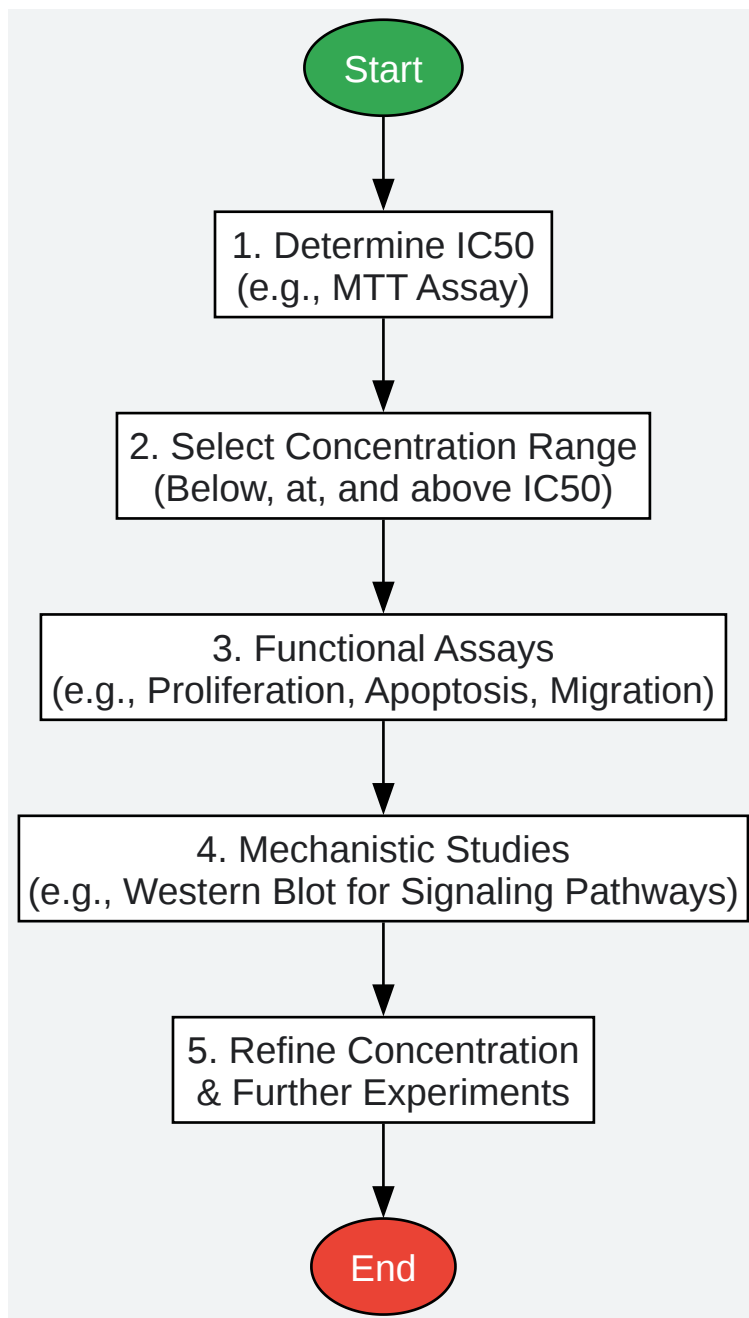 Start
1. Determine IC50
(e.g., MTT Assay)
2. Select Concentration Range
(Below, at, and above IC50)
3. Functional Assays
(e.g., Proliferation, Apoptosis, Migration)
4. Mechanistic Studies
(e.g., Western Blot for Signaling Pathways)
5. Refine Concentration
& Further Experiments
End